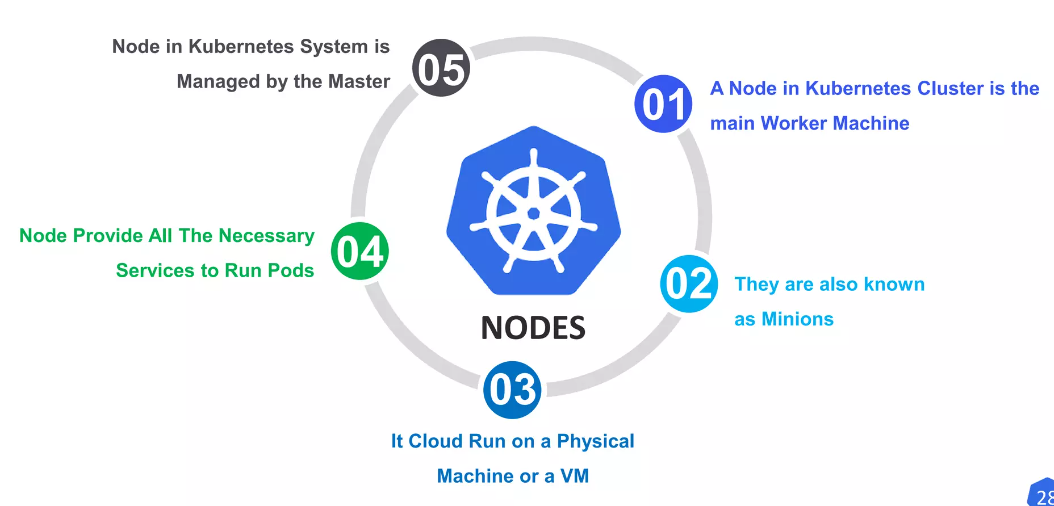 01
A Node in Kubernetes Cluster is the
main Worker Machine
02
They are also known
as Minions
03
It Cloud Run on a Physical
Machine or a VM
04
Node Provide All The Necessary
Services to Run Pods
05
Node in Kubernetes System is
Managed by the Master
NODES
28